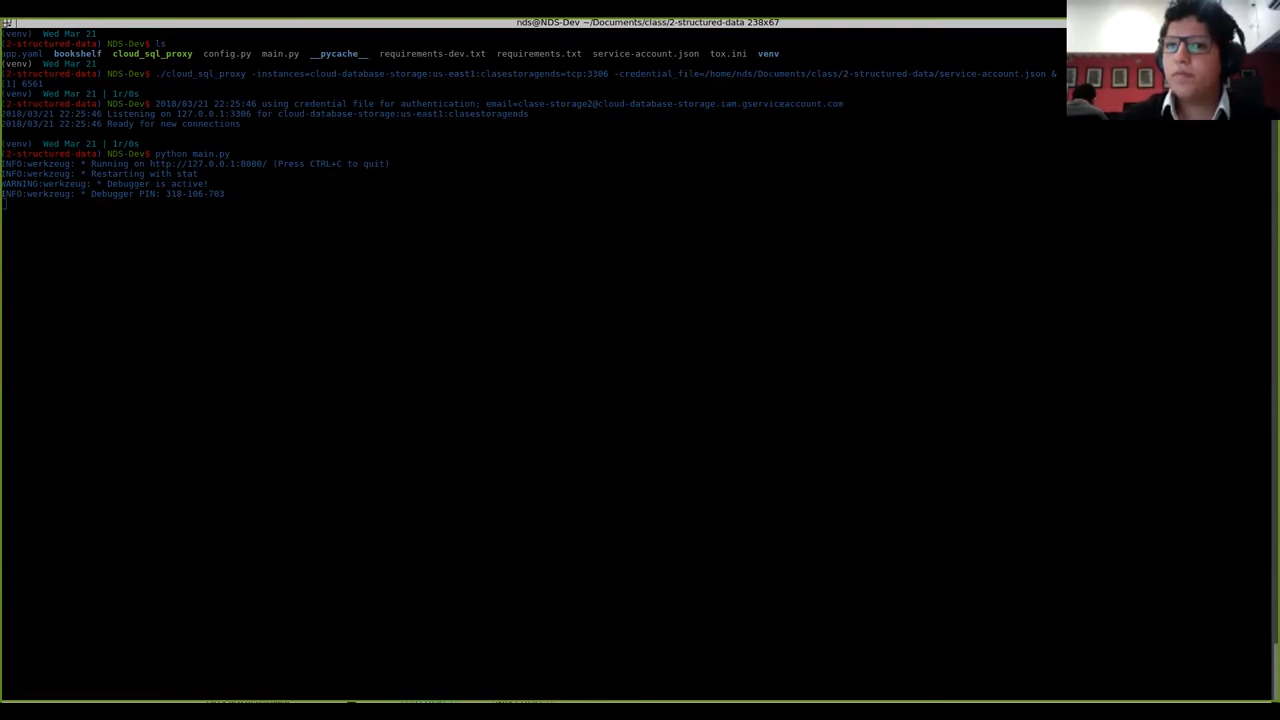 nds@NDS-Dev ~/Documents/class/2-structured-data 238x67
(venv) Wed Mar 21
(2-structured-data) NDS-Dev$ ls
app.yaml bookshelf cloud_sql_proxy config.py main.py __pycache__ requirements-dev.txt requirements.txt service-account.json tox.ini venv
(venv) Wed Mar 21
(2-structured-data) NDS-Dev$ ./cloud_sql_proxy -instances=cloud-database-storage:us-east1:clasestoragends=tcp:3306 -credential_file=/home/nds/Documents/class/2-structured-data/service-account.json &
[1] 6561
(venv) Wed Mar 21 | 1r/0s
(2-structured-data) NDS-Dev$ 2018/03/21 22:25:46 using credential file for authentication; email=clase-storage2@cloud-database-storage.iam.gserviceaccount.com
2018/03/21 22:25:46 Listening on 127.0.0.1:3306 for cloud-database-storage:us-east1:clasestoragends
2018/03/21 22:25:46 Ready for new connections
(venv) Wed Mar 21 | 1r/0s
(2-structured-data) NDS-Dev$ python main.py
INFO:werkzeug: * Running on http://127.0.0.1:8080/ (Press CTRL+C to quit)
INFO:werkzeug: * Restarting with stat
WARNING:werkzeug: * Debugger is active!
INFO:werkzeug: * Debugger PIN: 318-106-703